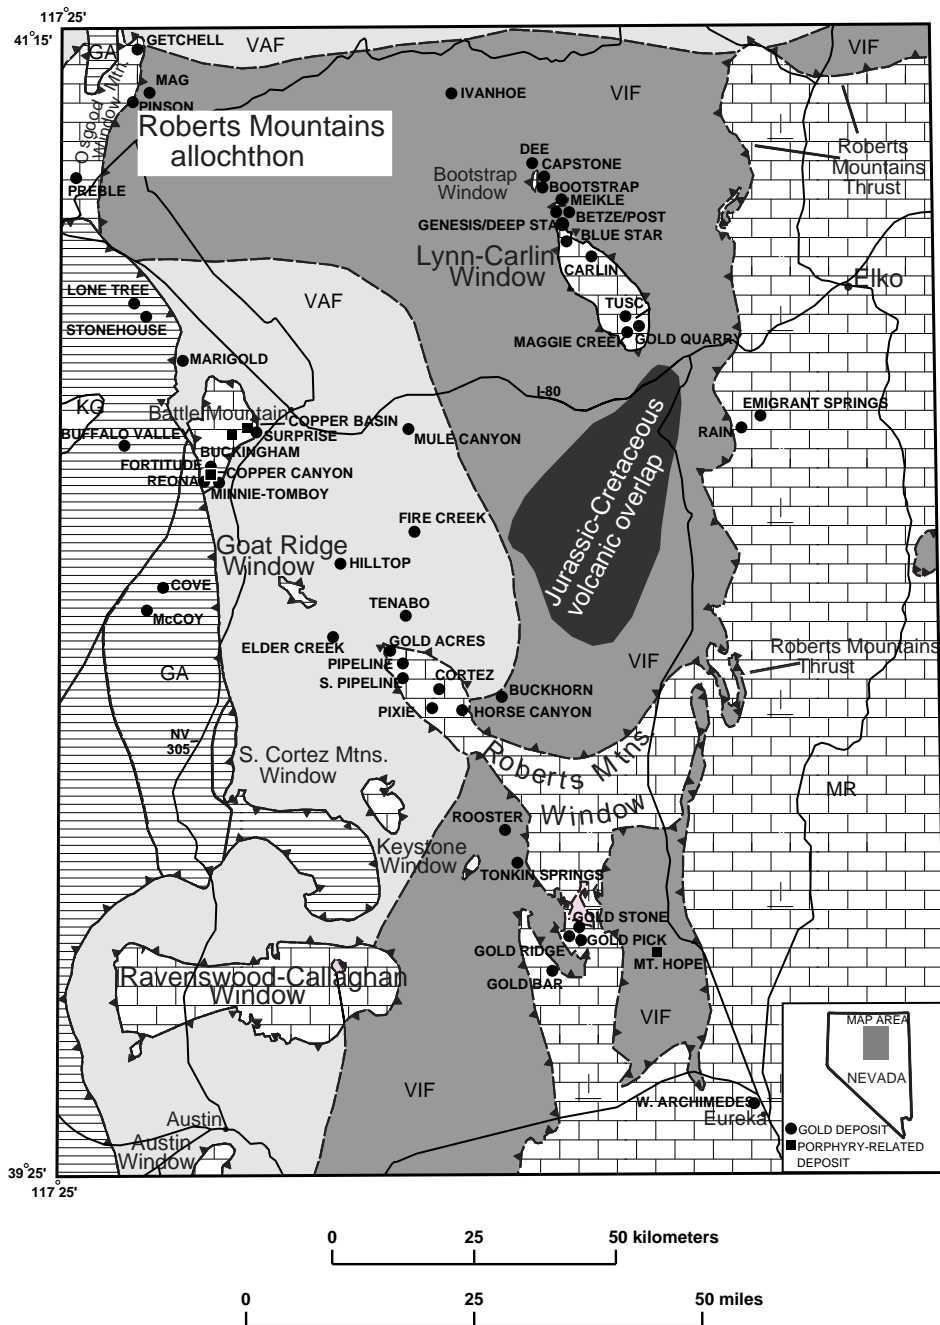 117°25'
41°15'
GETCHELL
GA
VAF
VIF
MAG
PINSON
IVANHOE
VIF
Osgood Mtn.
Window
Roberts Mountains
allochthon
Roberts
Mountains
Thrust
DEE
CAPSTONE
Bootstrap
Window
BOOTSTRAP
PREBLE
MEIKLE
BETZE/POST
GENESIS/DEEP STA
BLUE STAR
Lynn-Carlin
Window
CARLIN
Elko
LONE TREE
VAF
TUSC
STONEHOUSE
MAGGIE CREEK
GOLD QUARRY
MARIGOLD
I-80
KG
Battle Mountain
EMIGRANT SPRINGS
COPPER BASIN
BUFFALO VALLEY
SURPRISE
MULE CANYON
RAIN
BUCKINGHAM
FORTITUDE
COPPER CANYON
REONA
MINNIE-TOMBOY
Jurassic-Cretaceous
volcanic overlap
FIRE CREEK
Goat Ridge
Window
HILLTOP
COVE
McCOY
TENABO
ELDER CREEK
GOLD ACRES
Roberts Mountains
Thrust
PIPELINE
VIF
GA
S. PIPELINE
CORTEZ
BUCKHORN
PIXIE
HORSE CANYON
NV
305
S. Cortez Mtns.
Window
Roberts Mtns.
Window
MR
ROOSTER
Keystone
Window
TONKIN SPRINGS
GOLD STONE
GOLD RIDGE
GOLD PICK
MT. HOPE
Ravenswood-Callaghan
Window
GOLD BAR
VIF
MAP AREA
NEVADA
VIF
W. ARCHIMEDES
Eureka
Austin
Austin
Window
GOLD DEPOSIT
PORPHYRY-RELATED
DEPOSIT
39°25'
117°25'
0 25 50 kilometers
0 25 50 miles